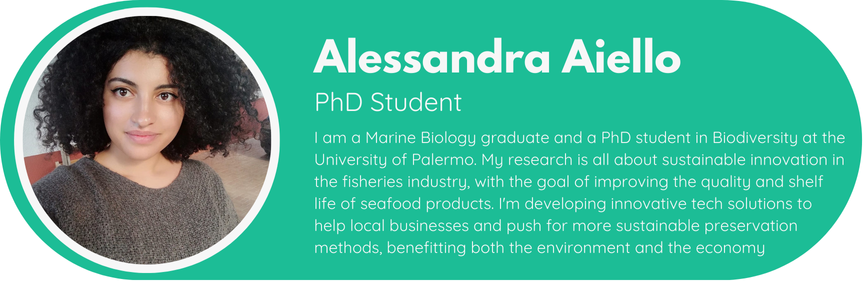 Alessandra Aiello
PhD Student
I am a Marine Biology graduate and a PhD student in Biodiversity at the
University of Palermo. My research is all about sustainable innovation in
the fisheries industry, with the goal of improving the quality and shelf
life of seafood products. I'm developing innovative tech solutions to
help local businesses and push for more sustainable preservation
methods, benefitting both the environment and the economy